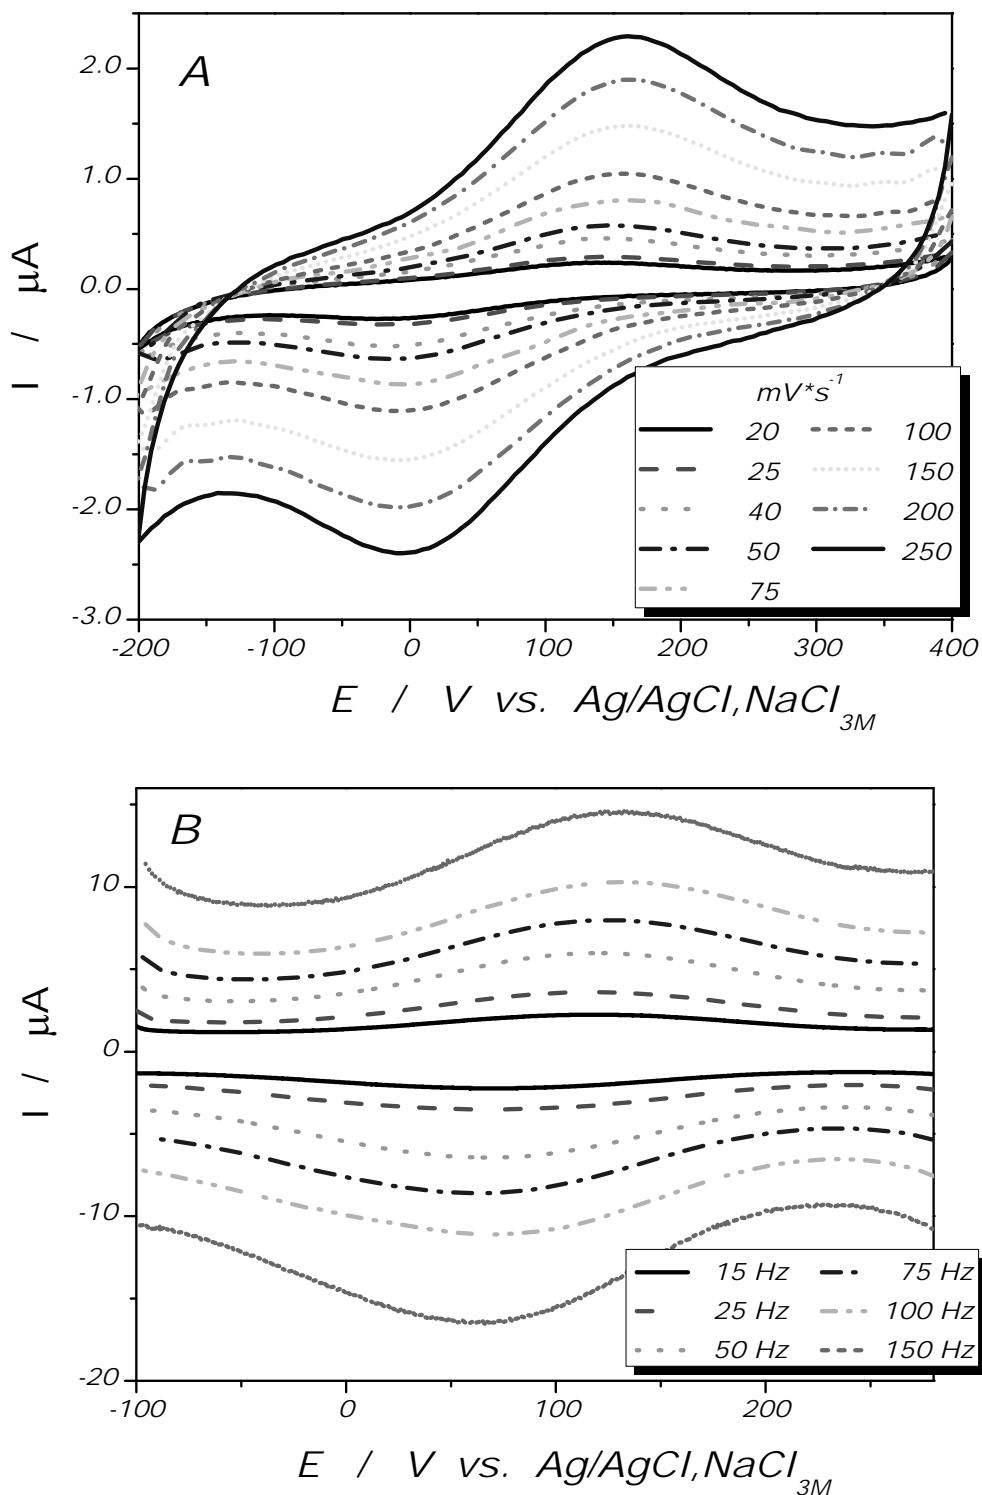 A
2.0
1.0
0.0
-1.0
-2.0
-3.0
I / μA
mV*s-1
20 100
25 150
40 200
50 250
75
-200 -100 0 100 200 300 400
E / V vs. Ag/AgCl,NaCl3M
B
10
0
-10
-20
I / μA
15 Hz 75 Hz
25 Hz 100 Hz
50 Hz 150 Hz
-100 0 100 200
E / V vs. Ag/AgCl,NaCl3M